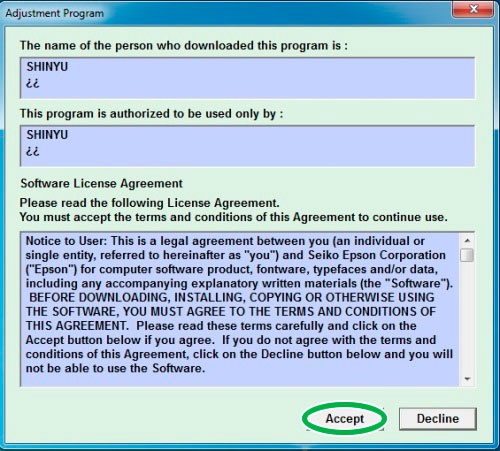 Adjustment Program
The name of the person who downloaded this program is :
SHINYU
¿¿
This program is authorized to be used only by :
SHINYU
¿¿
Software License Agreement
Please read the following License Agreement.
You must accept the terms and conditions of this Agreement to continue use.
Notice to User: This is a legal agreement between you (an individual or
single entity, referred to hereinafter as "you") and Seiko Epson Corporation
("Epson") for computer software product, fontware, typefaces and/or data,
including any accompanying explanatory written materials (the "Software").
BEFORE DOWNLOADING, INSTALLING, COPYING OR OTHERWISE USING
THE SOFTWARE, YOU MUST AGREE TO THE TERMS AND CONDITIONS OF
THIS AGREEMENT.  Please read these terms carefully and click on the
Accept button below if you agree.  If you do not agree with the terms and
conditions of this Agreement, click on the Decline button below and you will
not be able to use the Software.
Accept
Decline